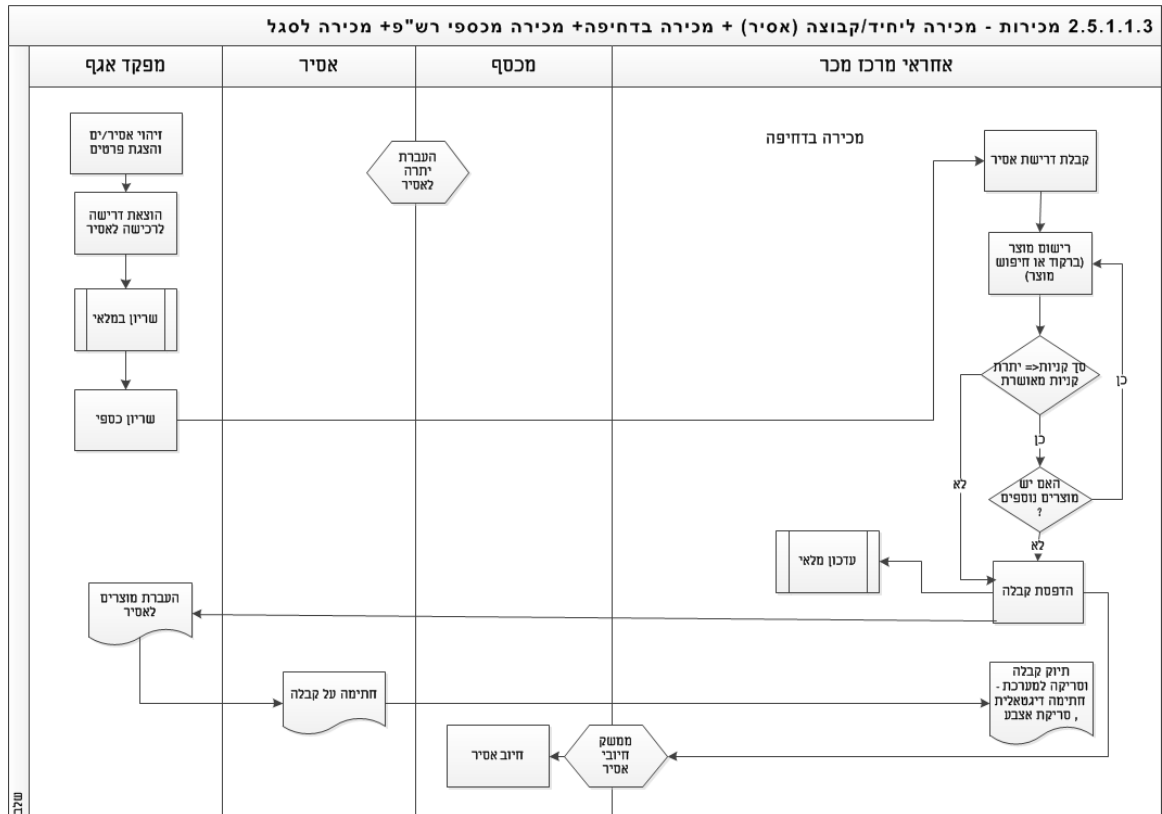 2.5.1.1.3 מכירות - מכירה ליחיד/קבוצה (אסיר) + מכירה בדחיפה+ מכירה מכספי רש"פ+ מכירה לסגל
אחראי מרכז מכר
מכסף
אסיר
מפקד אגף
מכירה בדחיפה
קבלת דרישת אסיר
רישום מוצר
(ברקוד או חיפוש
מוצר)
סך קניות<= יתרת
קניות מאושרת
כן
לא
כן
האם יש
מוצרים נוספים
?
לא
הדפסת קבלה
עדכון מלאי
תיוק קבלה
וסריקה למערכת -
חתימה דיגטאלית
, סריקת אצבע
העברת
יתרה
לאסיר
ממשק
חיובי
אסיר
חיוב אסיר
חתימה על קבלה
זיהוי אסיר/ים
והצגת פרטים
הוצאת דרישה
לרכישה לאסיר
שריון במלאי
שריון כספי
העברת מוצרים
לאסיר
שלב